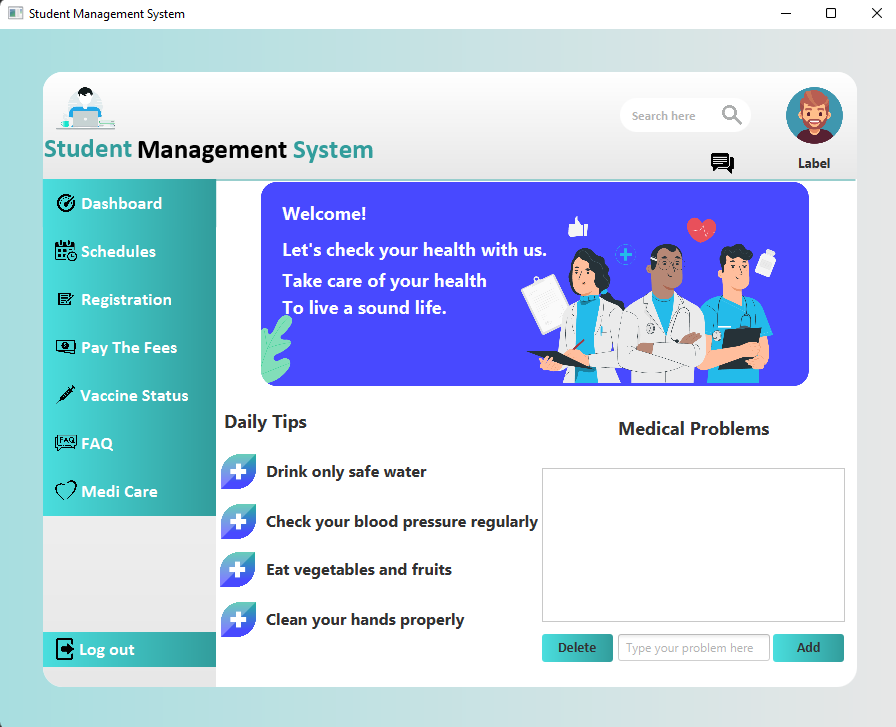 Student Management System
Student Management System
Search here
Label
Dashboard
Schedules
Registration
Pay The Fees
Vaccine Status
FAQ
FAQ
Medi Care
Log out
Welcome!
Let's check your health with us.
Take care of your health
To live a sound life.
Daily Tips
Drink only safe water
Check your blood pressure regularly
Eat vegetables and fruits
Clean your hands properly
Medical Problems
Delete
Type your problem here
Add